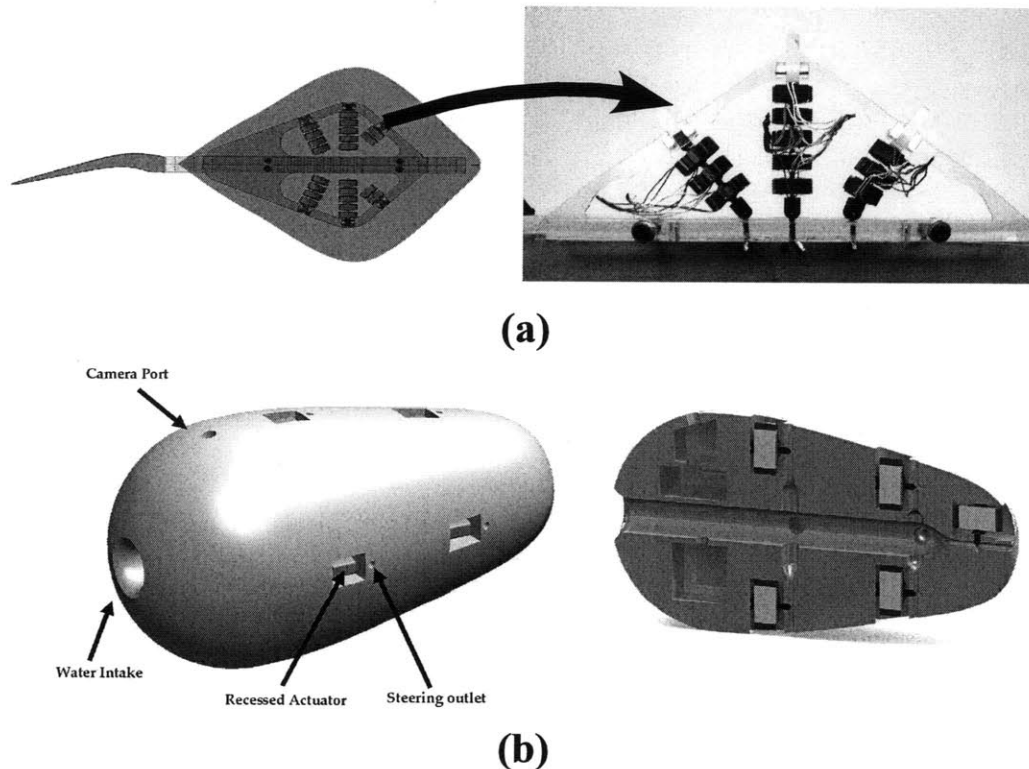 (a)
Camera Port
Water Intake
Recessed Actuator
Steering outlet
(b)